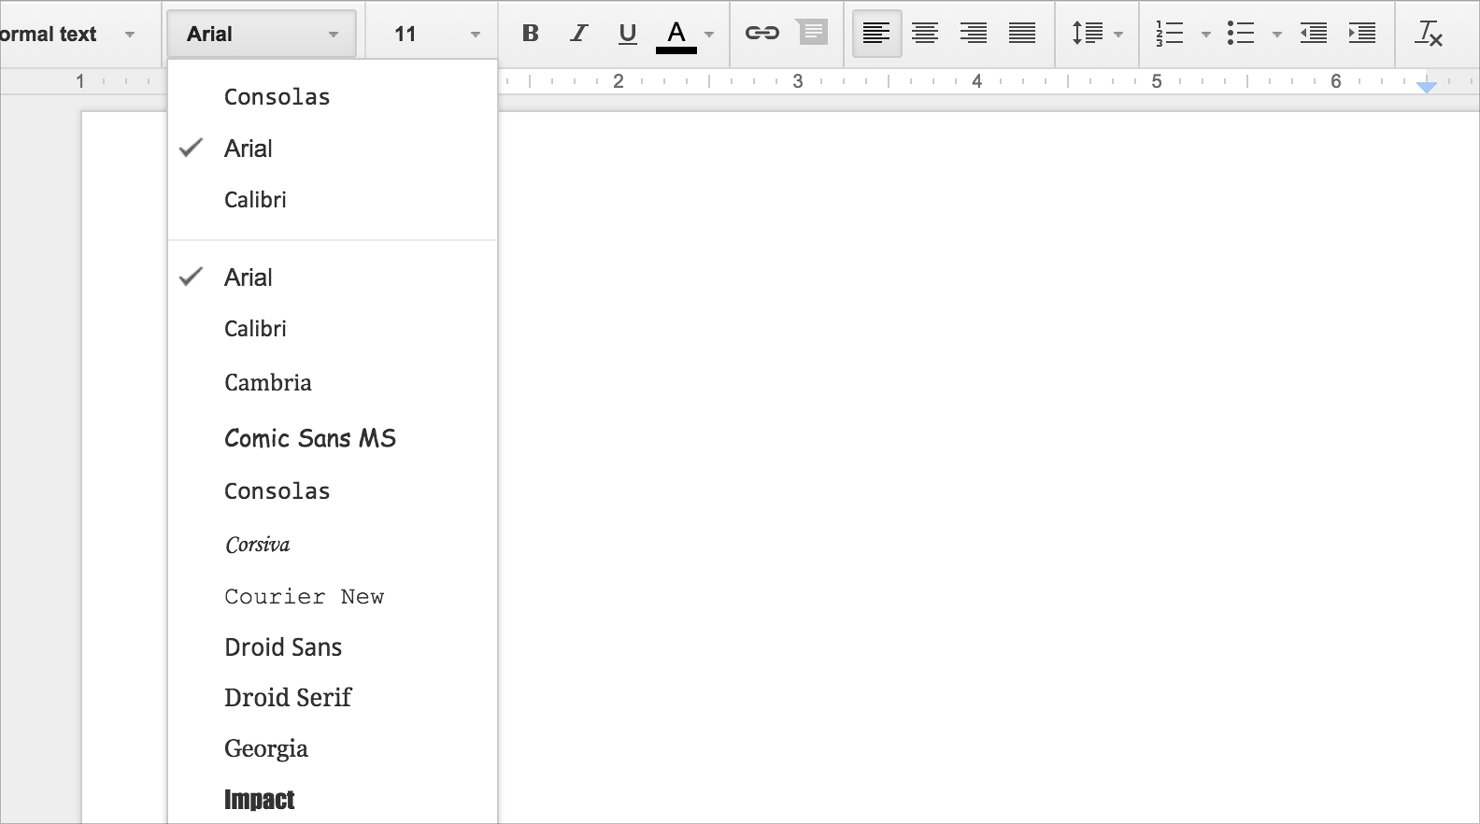 ormal text Arial 11 B I U A
1 2 3 4 5 6
Consolas
Arial
Calibri
Arial
Calibri
Cambria
Comic Sans MS
Consolas
Corsiva
Courier New
Droid Sans
Droid Serif
Georgia
Impact